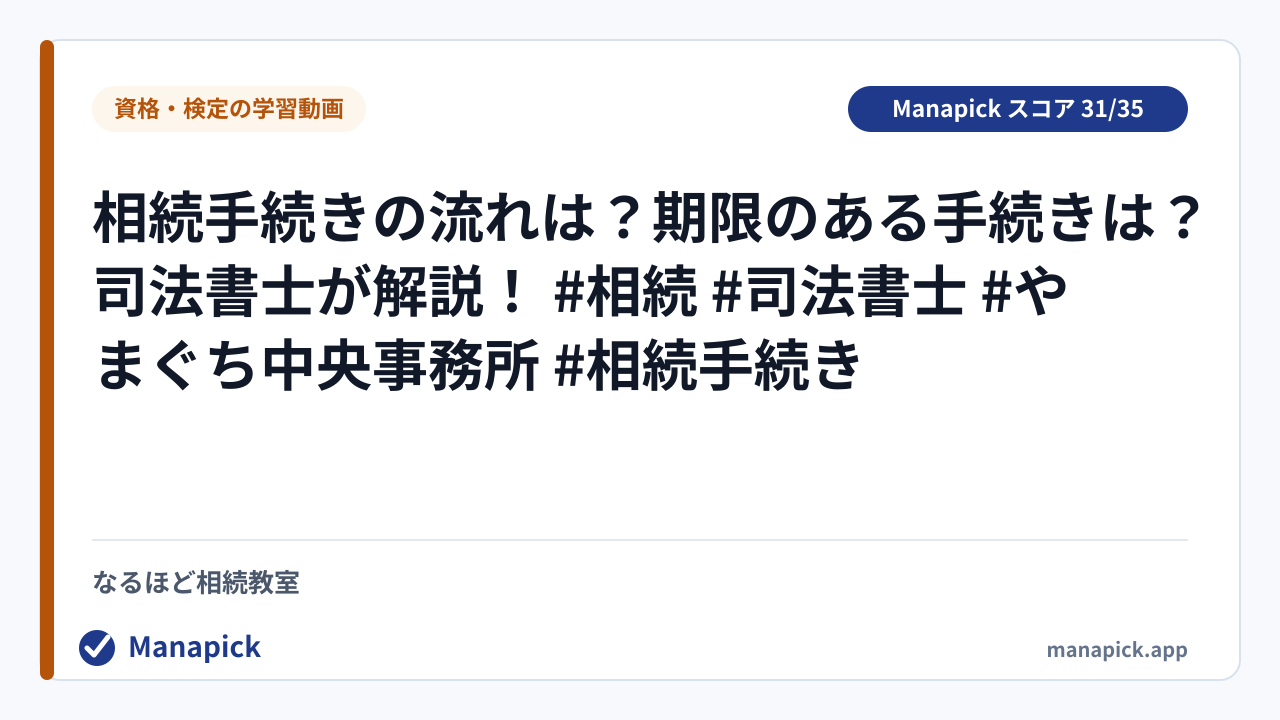 資格・検定の学習動画
Manapick スコア 31/35
相続手続きの流れは？期限のある手続きは？
司法書士が解説！ #相続 #司法書士 #や
まぐち中央事務所 #相続手続き
なるほど相続教室
Manapick
manapick.app